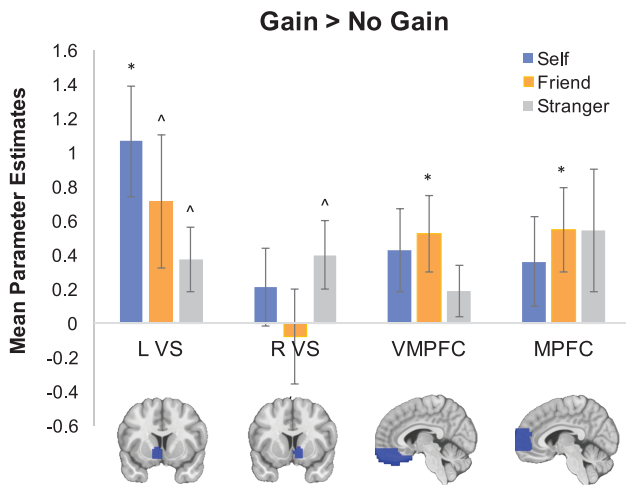 Gain > No Gain
Mean Parameter Estimates
1.6
1.4
1.2
1
0.8
0.6
0.4
0.2
0
-0.2
-0.4
-0.6
Self
Friend
Stranger
*
^
^
^
*
*
L VS
R VS
VMPFC
MPFC